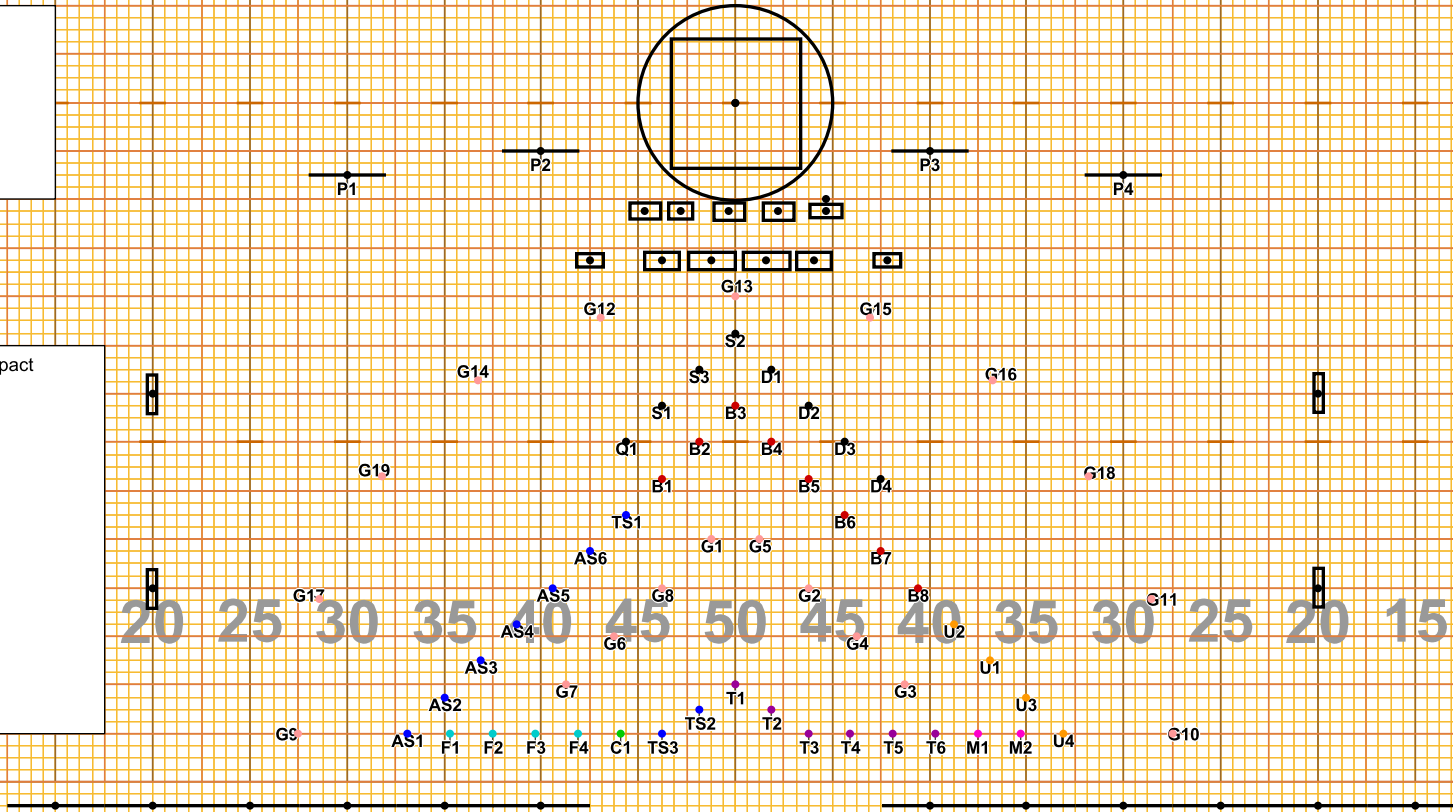 P2 P3
P1 P4
G13
G12 G15
S2
pact
G14 S3 D1 G16
S1 B3 D2
Q1 B2 B4 D3
G19 G18
B1 B5 D4
TS1 B6
G1 G5
AS6 B7
G17 AS5 G8 G2 B8 G11
20 25 30 35 40 45 50 45 40 35 30 25 20 15
AS4 U2
G6 G4
AS3 U1
G7 G3
T1
AS2 U3
TS2 T2
G9 G10
AS1 F1 F2 F3 F4 C1 TS3 T3 T4 T5 T6 M1 M2 U4